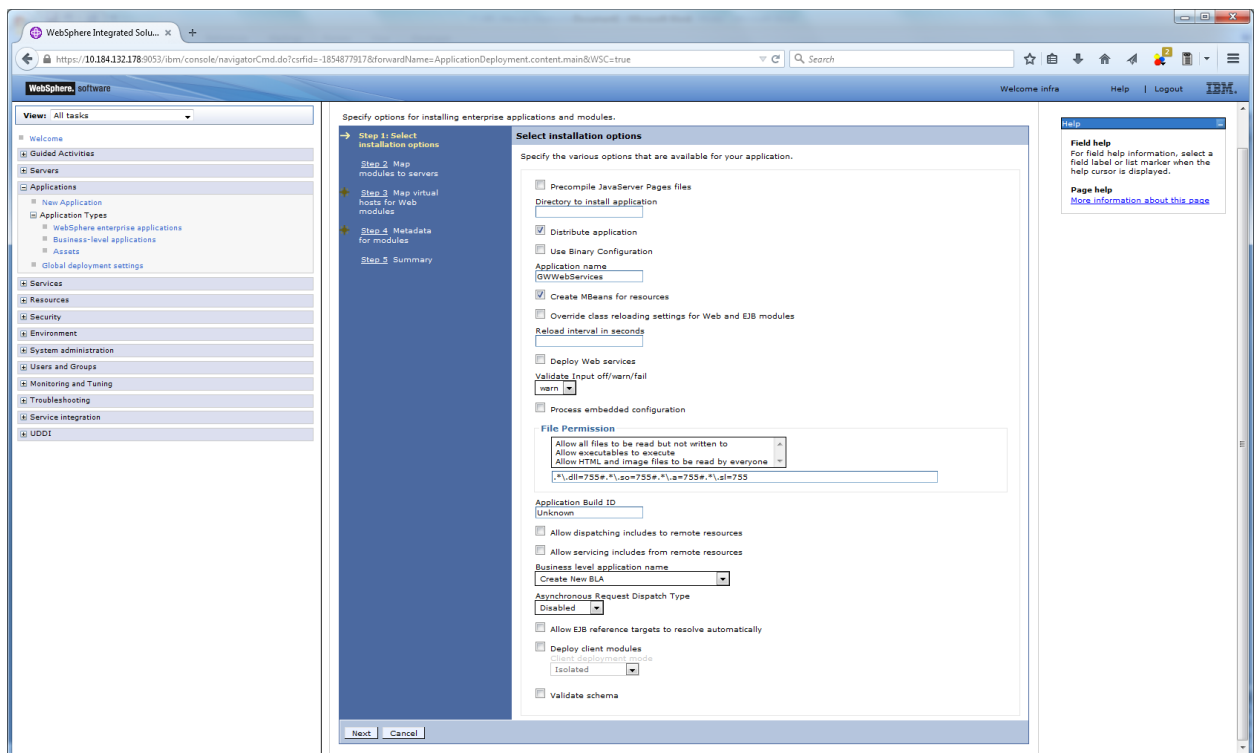 WebSphere Integrated Solu...
https://10.184.132.178:9053/ibm/console/navigatorCmd.do?csrfid=-1854877917&forwardName=ApplicationDeployment.content.main&WSC=true
Search
2
WebSphere. software
Welcome infra
Help | Logout
IBM.
View: All tasks
Welcome
Guided Activities
Servers
Applications
New Application
Application Types
WebSphere enterprise applications
Business-level applications
Assets
Global deployment settings
Services
Resources
Security
Environment
System administration
Users and Groups
Monitoring and Tuning
Troubleshooting
Service integration
UDDI
Specify options for installing enterprise applications and modules.
Step 1: Select
installation options
Step 2 Map
modules to servers
Step 3 Map virtual
hosts for Web
modules
Step 4 Metadata
for modules
Step 5 Summary
Select installation options
Specify the various options that are available for your application.
Precompile JavaServer Pages files
Directory to install application
Distribute application
Use Binary Configuration
Application name
GWWebServices
Create MBeans for resources
Override class reloading settings for Web and EJB modules
Reload interval in seconds
Deploy Web services
Validate Input off/warn/fail
warn
Process embedded configuration
File Permission
Allow all files to be read but not written to
Allow executables to execute
Allow HTML and image files to be read by everyone
.*\.dll=755#.*\.so=755#.*\.a=755#.*\.sl=755
Application Build ID
Unknown
Allow dispatching includes to remote resources
Allow servicing includes from remote resources
Business level application name
Create New BLA
Asynchronous Request Dispatch Type
Disabled
Allow EJB reference targets to resolve automatically
Deploy client modules
Client deployment mode
Isolated
Validate schema
Next
Cancel
Help
Field help
For field help information, select a
field label or list marker when the
help cursor is displayed.
Page help
More information about this page